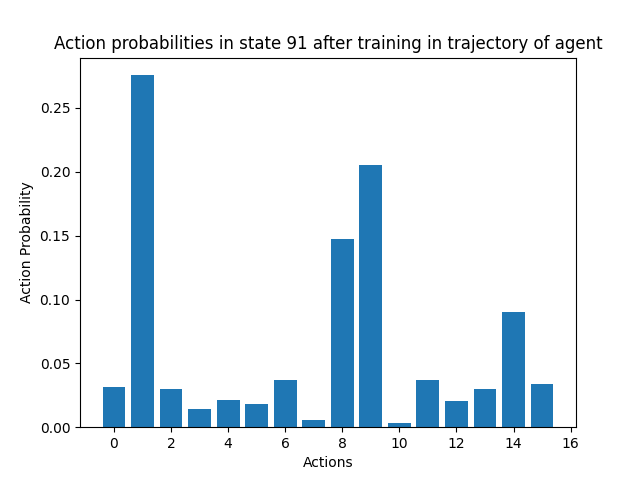 Action probabilities in state 91 after training in trajectory of agent
0.25
0.20
0.15
0.10
0.05
0.00
Action Probability
0 2 4 6 8 10 12 14 16
Actions